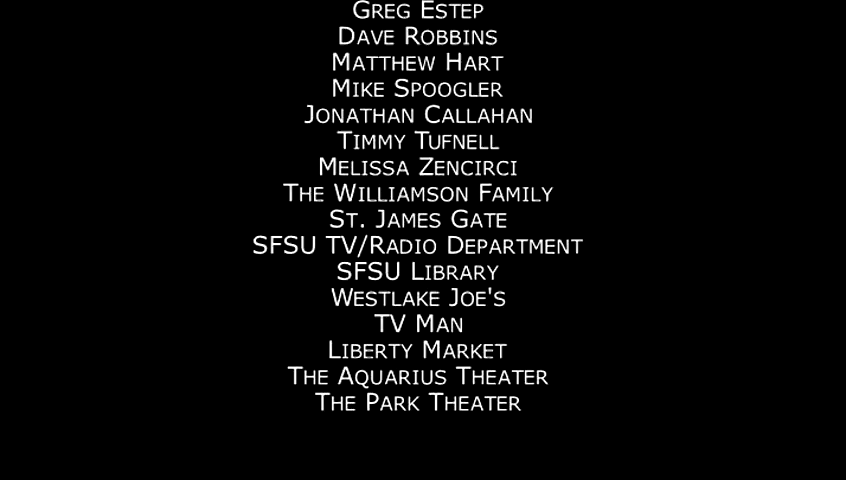 Greg Estep
Dave Robbins
Matthew Hart
Mike Spoogler
Jonathan Callahan
Timmy Tufnell
Melissa Zencirci
The Williamson Family
St. James Gate
SFSU TV/Radio Department
SFSU Library
Westlake Joe's
TV Man
Liberty Market
The Aquarius Theater
The Park Theater